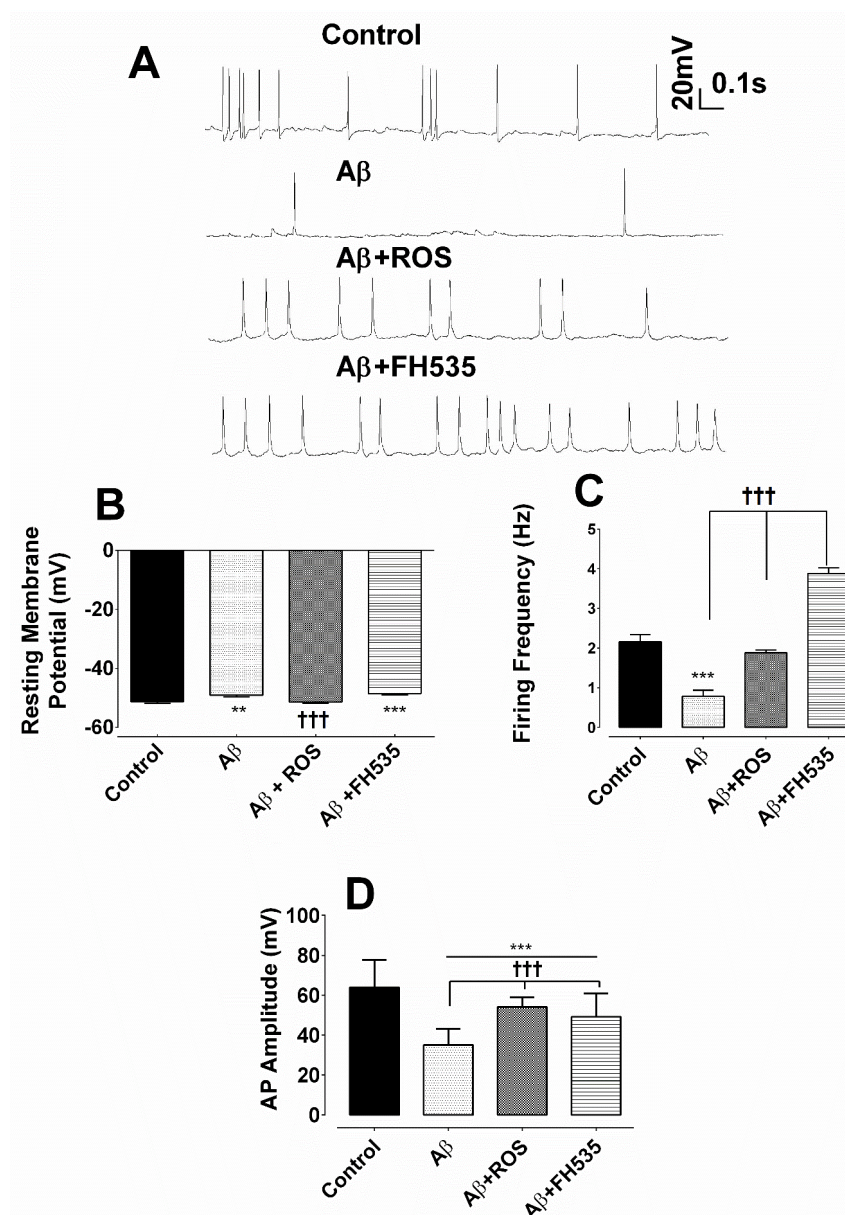 A
Control
20mV
0.1s
Aβ
Aβ+ROS
Aβ+FH535
B
Resting Membrane
Potential (mV)
0
-20
-40
-60
**
†††
***
Control
Aβ
Aβ + ROS
Aβ +FH535
C
Firing Frequency (Hz)
5
4
3
2
1
0
†††
***
Control
Aβ
Aβ+ROS
Aβ+FH535
D
AP Amplitude (mV)
100
80
60
40
20
0
***
†††
Control
Aβ
Aβ+ROS
Aβ+FH535